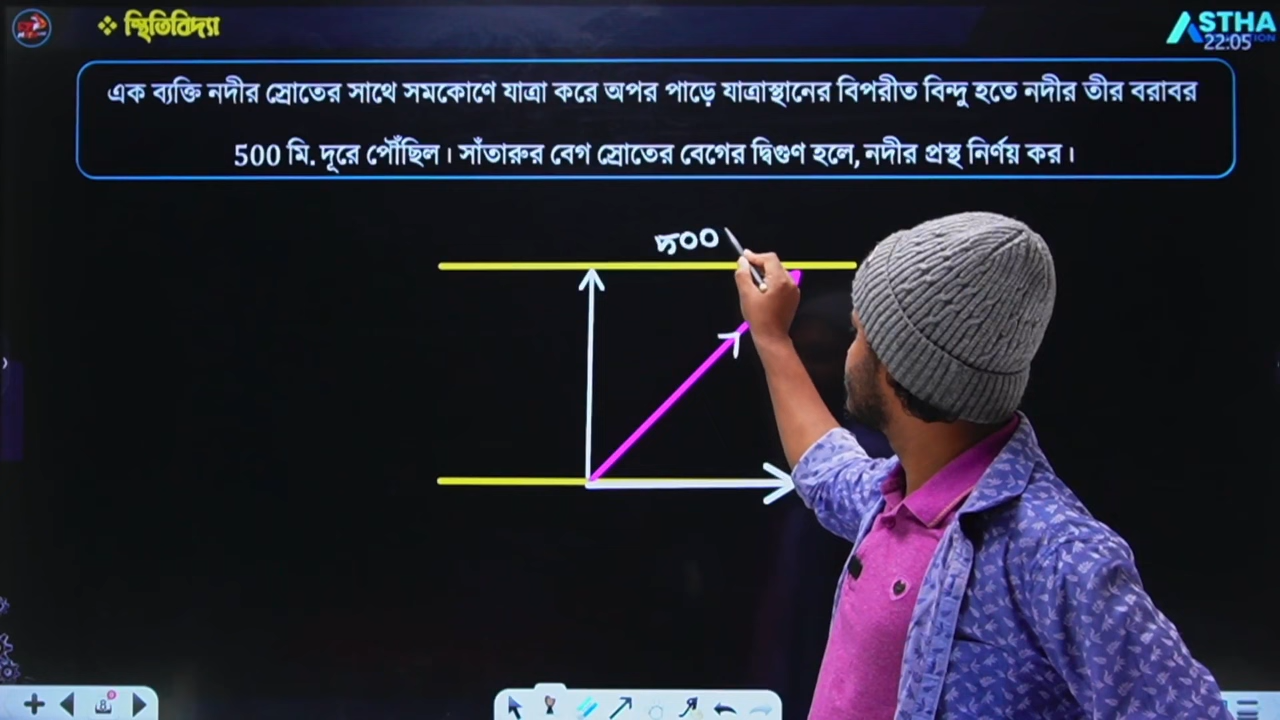 ❖ স্থিতিবিদ্যা
ASTHA
22:05
এক ব্যক্তি নদীর স্রোতের সাথে সমকোণে যাত্রা করে অপর পাড়ে যাত্রাস্থানের বিপরীত বিন্দু হতে নদীর তীর বরাবর
500 মি. দূরে পৌঁছিল। সাঁতারুর বেগ স্রোতের বেগের দ্বিগুণ হলে, নদীর প্রস্থ নির্ণয় কর।
৮০০